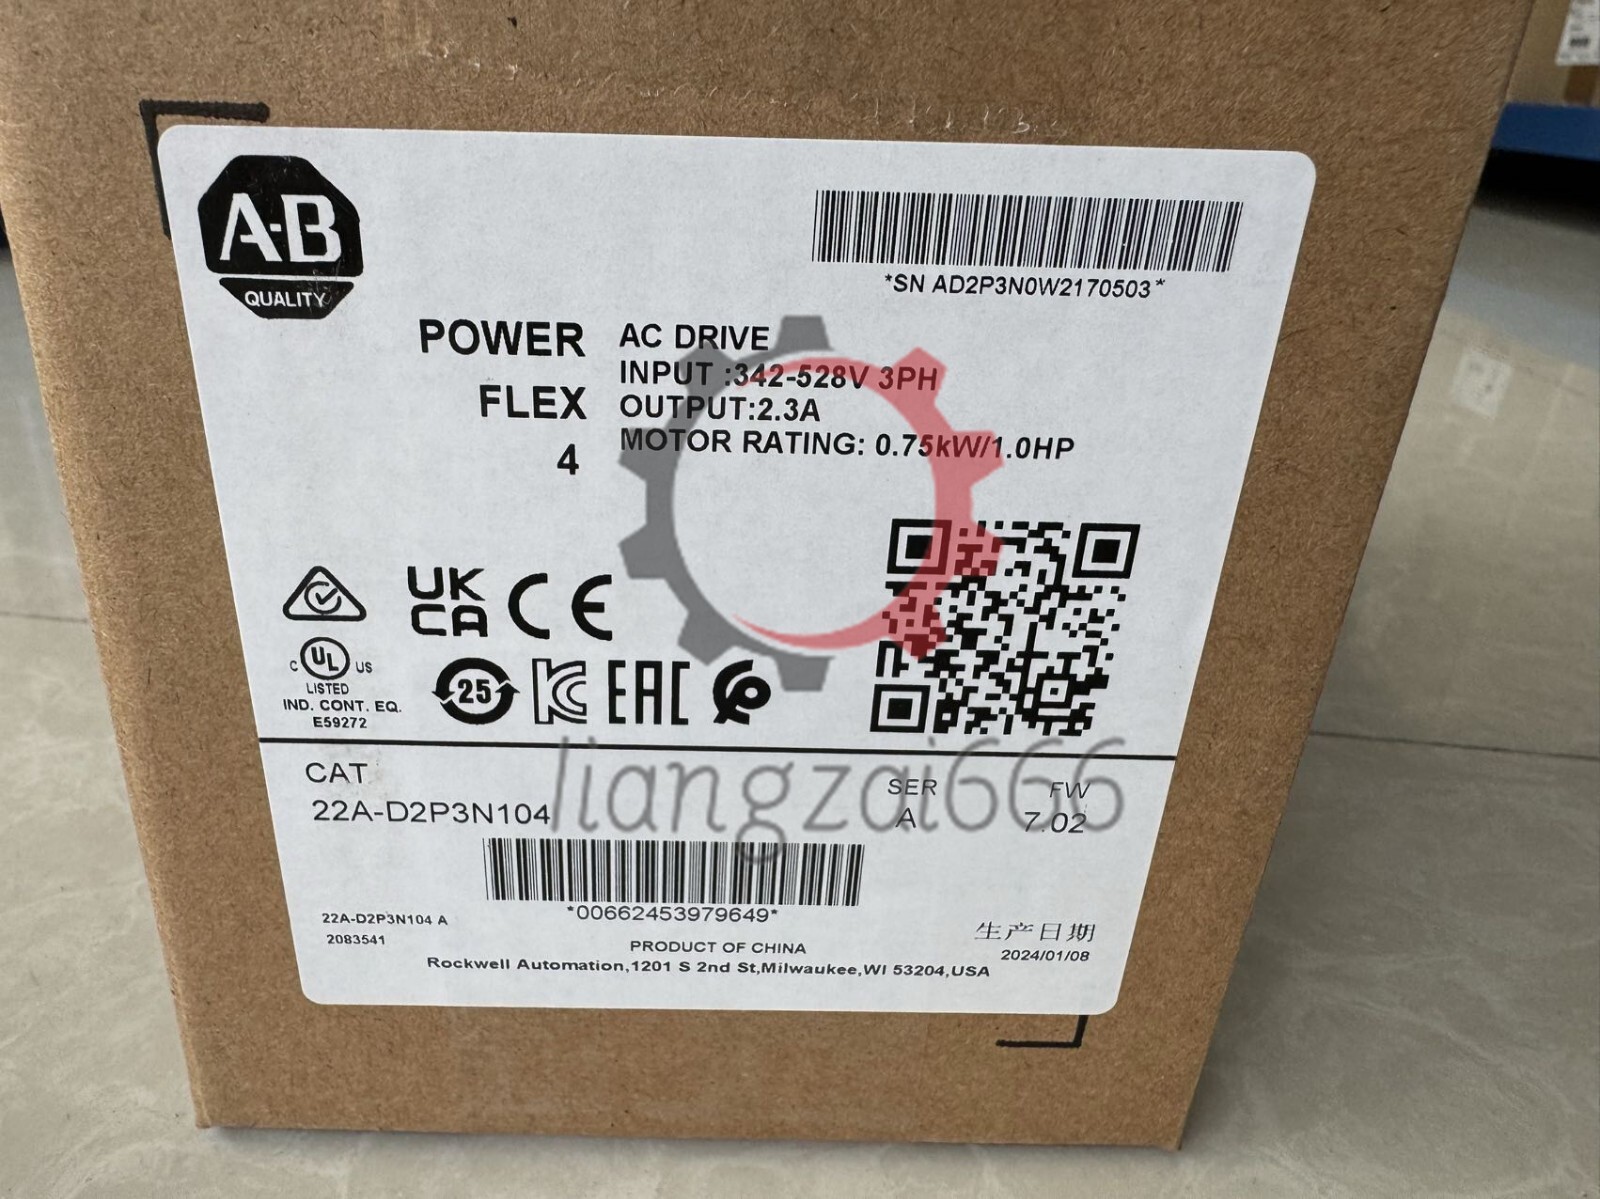 A-B
QUALITY
*SN AD2P3N0W2170503*
POWER
FLEX
4
AC DRIVE
INPUT :342-528V 3PH
OUTPUT:2.3A
MOTOR RATING: 0.75kW/1.0HP
UK
CA
CE
C UL US
LISTED
IND. CONT. EQ.
E59272
25
KC
EAC
liangzai666
CAT
22A-D2P3N104
SER
A
FW
7.02
*00662453979649*
22A-D2P3N104 A
2083541
PRODUCT OF CHINA
Rockwell Automation,1201 S 2nd St,Milwaukee,WI 53204,USA
生产日期
2024/01/08